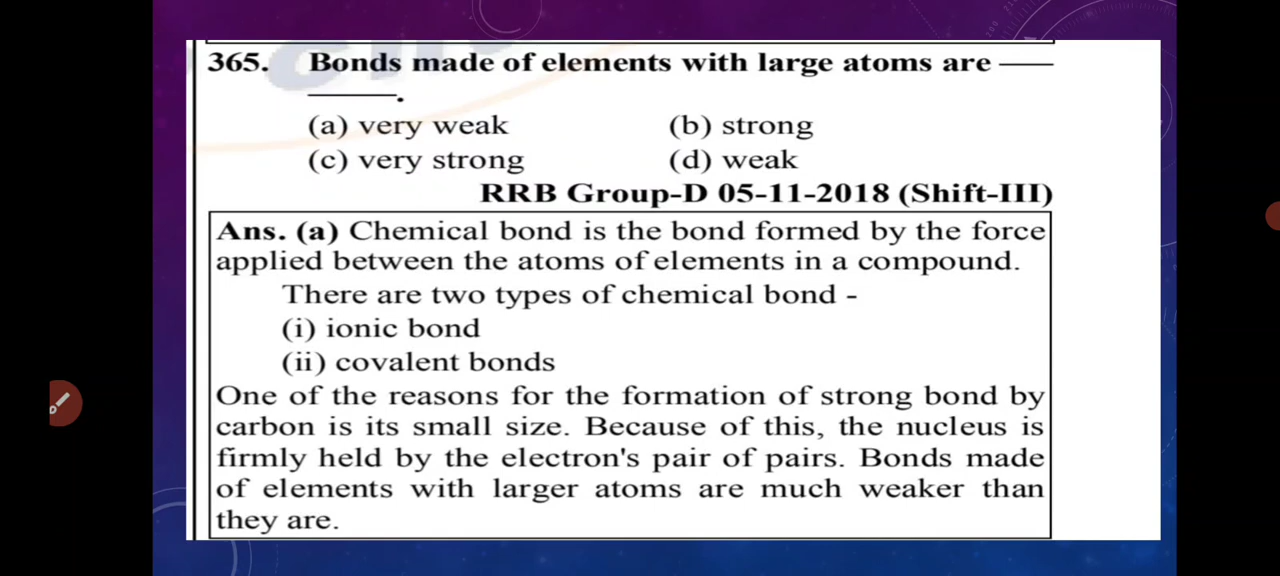 365. Bonds made of elements with large atoms are ——
———.
(a) very weak (b) strong
(c) very strong (d) weak
RRB Group-D 05-11-2018 (Shift-III)
Ans. (a) Chemical bond is the bond formed by the force
applied between the atoms of elements in a compound.
There are two types of chemical bond -
(i) ionic bond
(ii) covalent bonds
One of the reasons for the formation of strong bond by
carbon is its small size. Because of this, the nucleus is
firmly held by the electron's pair of pairs. Bonds made
of elements with larger atoms are much weaker than
they are.